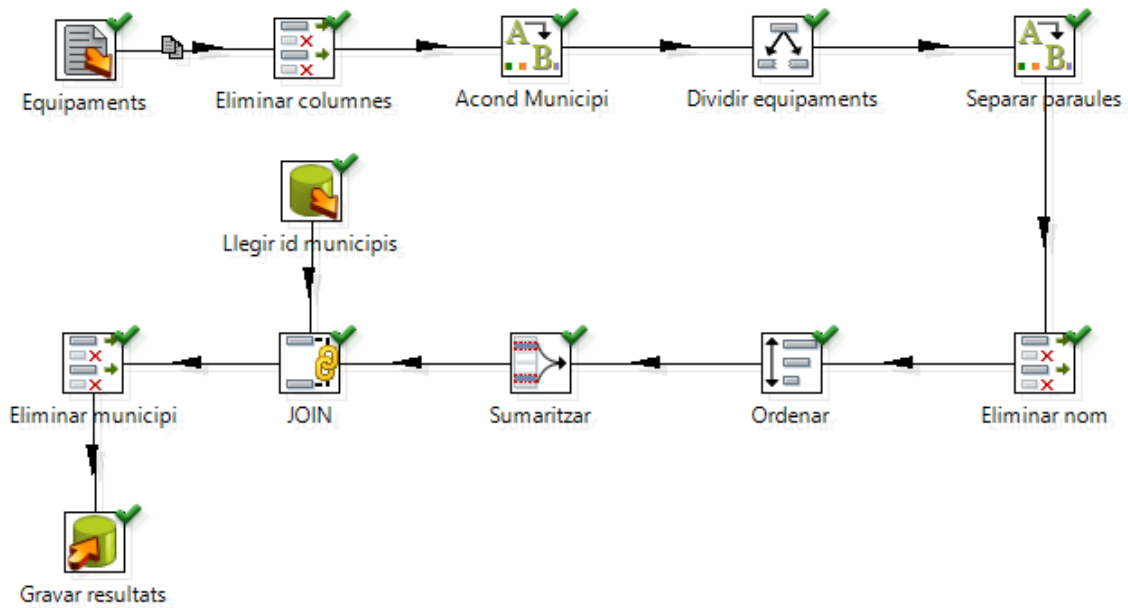 Equipaments
Eliminar columnes
Acond Municipi
Dividir equipaments
Separar paraules
Llegir id municipis
Eliminar municipi
JOIN
Sumaritzar
Ordenar
Eliminar nom
Gravar resultats